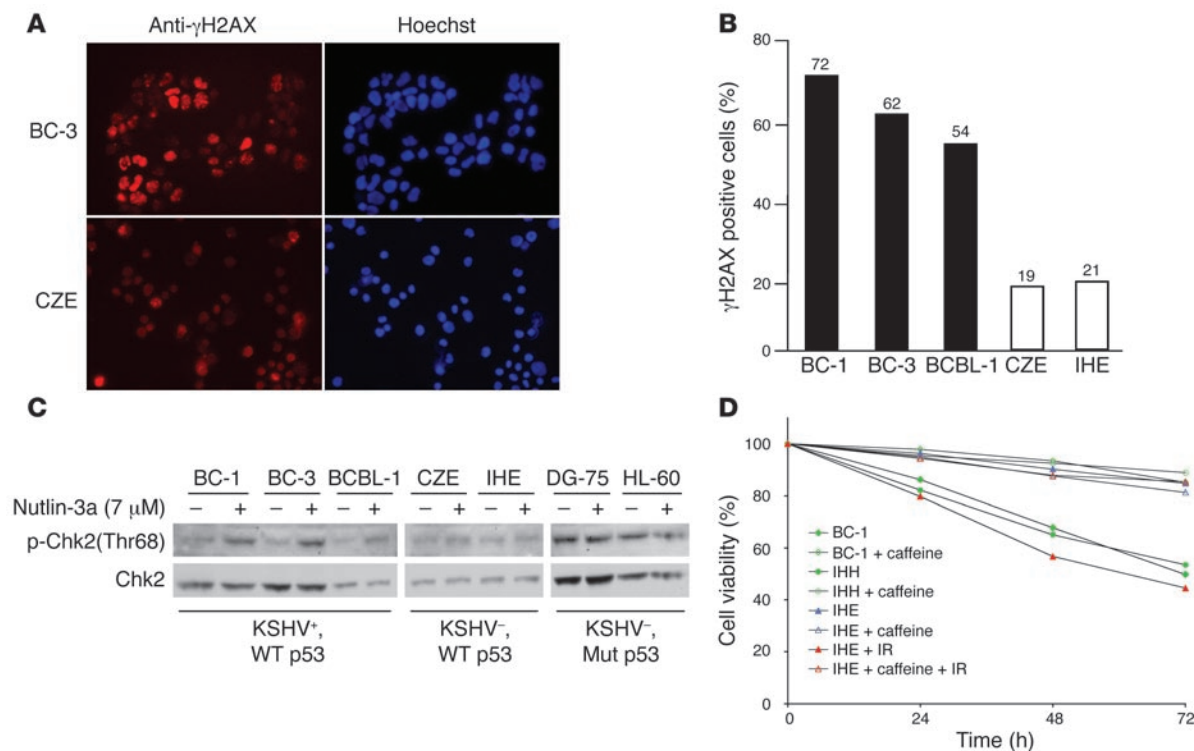 A
Anti-γH2AX
Hoechst
BC-3
CZE
B
γH2AX positive cells (%)
80
60
40
20
0
72
62
54
19
21
BC-1
BC-3
BCBL-1
CZE
IHE
C
BC-1
BC-3
BCBL-1
CZE
IHE
DG-75
HL-60
Nutlin-3a (7 μM)
– + – + – + – + – + – + – +
p-Chk2(Thr68)
Chk2
KSHV⁺,
WT p53
KSHV⁻,
WT p53
KSHV⁻,
Mut p53
D
Cell viability (%)
100
80
60
40
20
0
BC-1
BC-1 + caffeine
IHH
IHH + caffeine
IHE
IHE + caffeine
IHE + IR
IHE + caffeine + IR
0
24
48
72
Time (h)